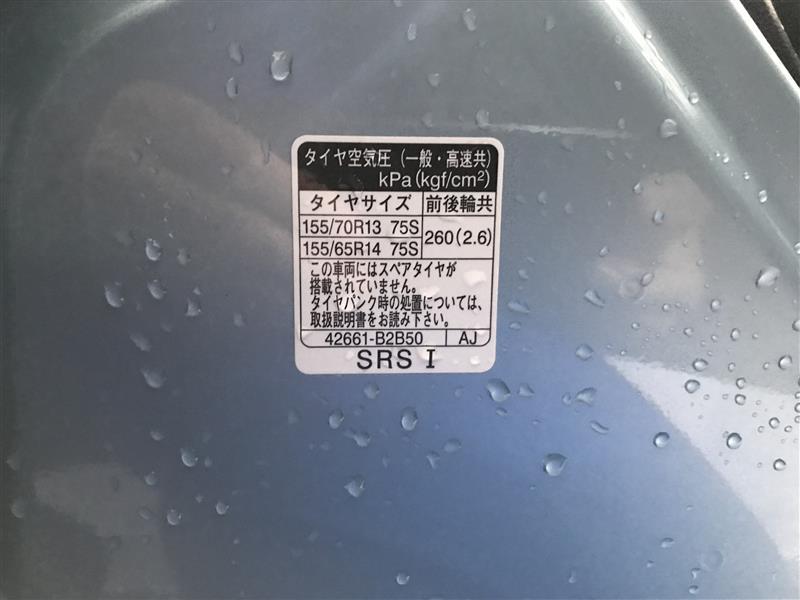 タイヤ空気圧（一般・高速共）
kPa(kgf/cm²)
タイヤサイズ 前後輪共
155/70R13 75S 260(2.6)
155/65R14 75S
この車両にはスペアタイヤが
搭載されていません。
タイヤパンク時の処置については、
取扱説明書をお読み下さい。
42661-B2B50 AJ
SRS I